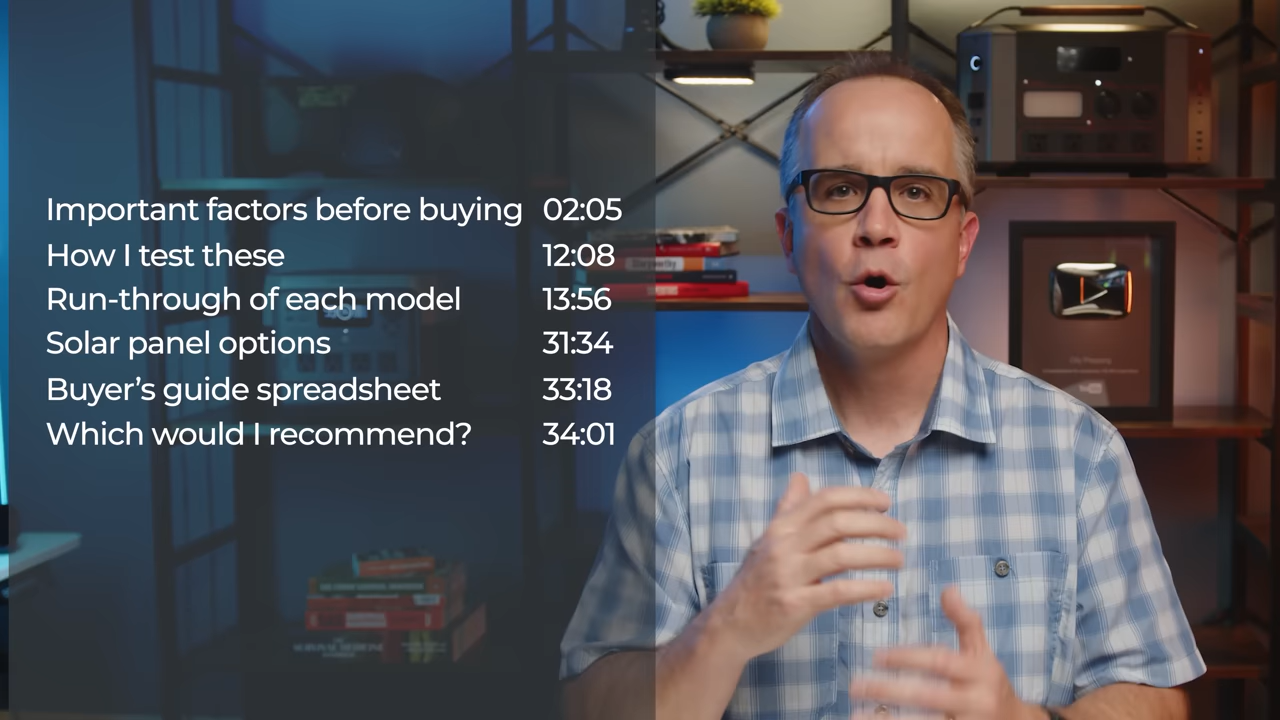 Important factors before buying 02:05
How I test these 12:08
Run-through of each model 13:56
Solar panel options 31:34
Buyer’s guide spreadsheet 33:18
Which would I recommend? 34:01